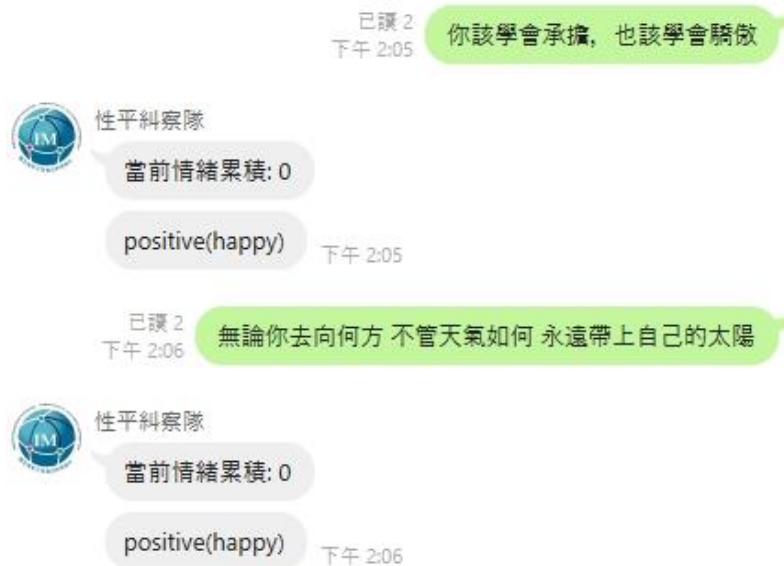 已讀 2
下午 2:05
你該學會承擔，也該學會驕傲
性平糾察隊
IM
當前情緒累積: 0
positive(happy)
下午 2:05
已讀 2
下午 2:06
無論你去向何方 不管天氣如何 永遠帶上自己的太陽
性平糾察隊
IM
當前情緒累積: 0
positive(happy)
下午 2:06